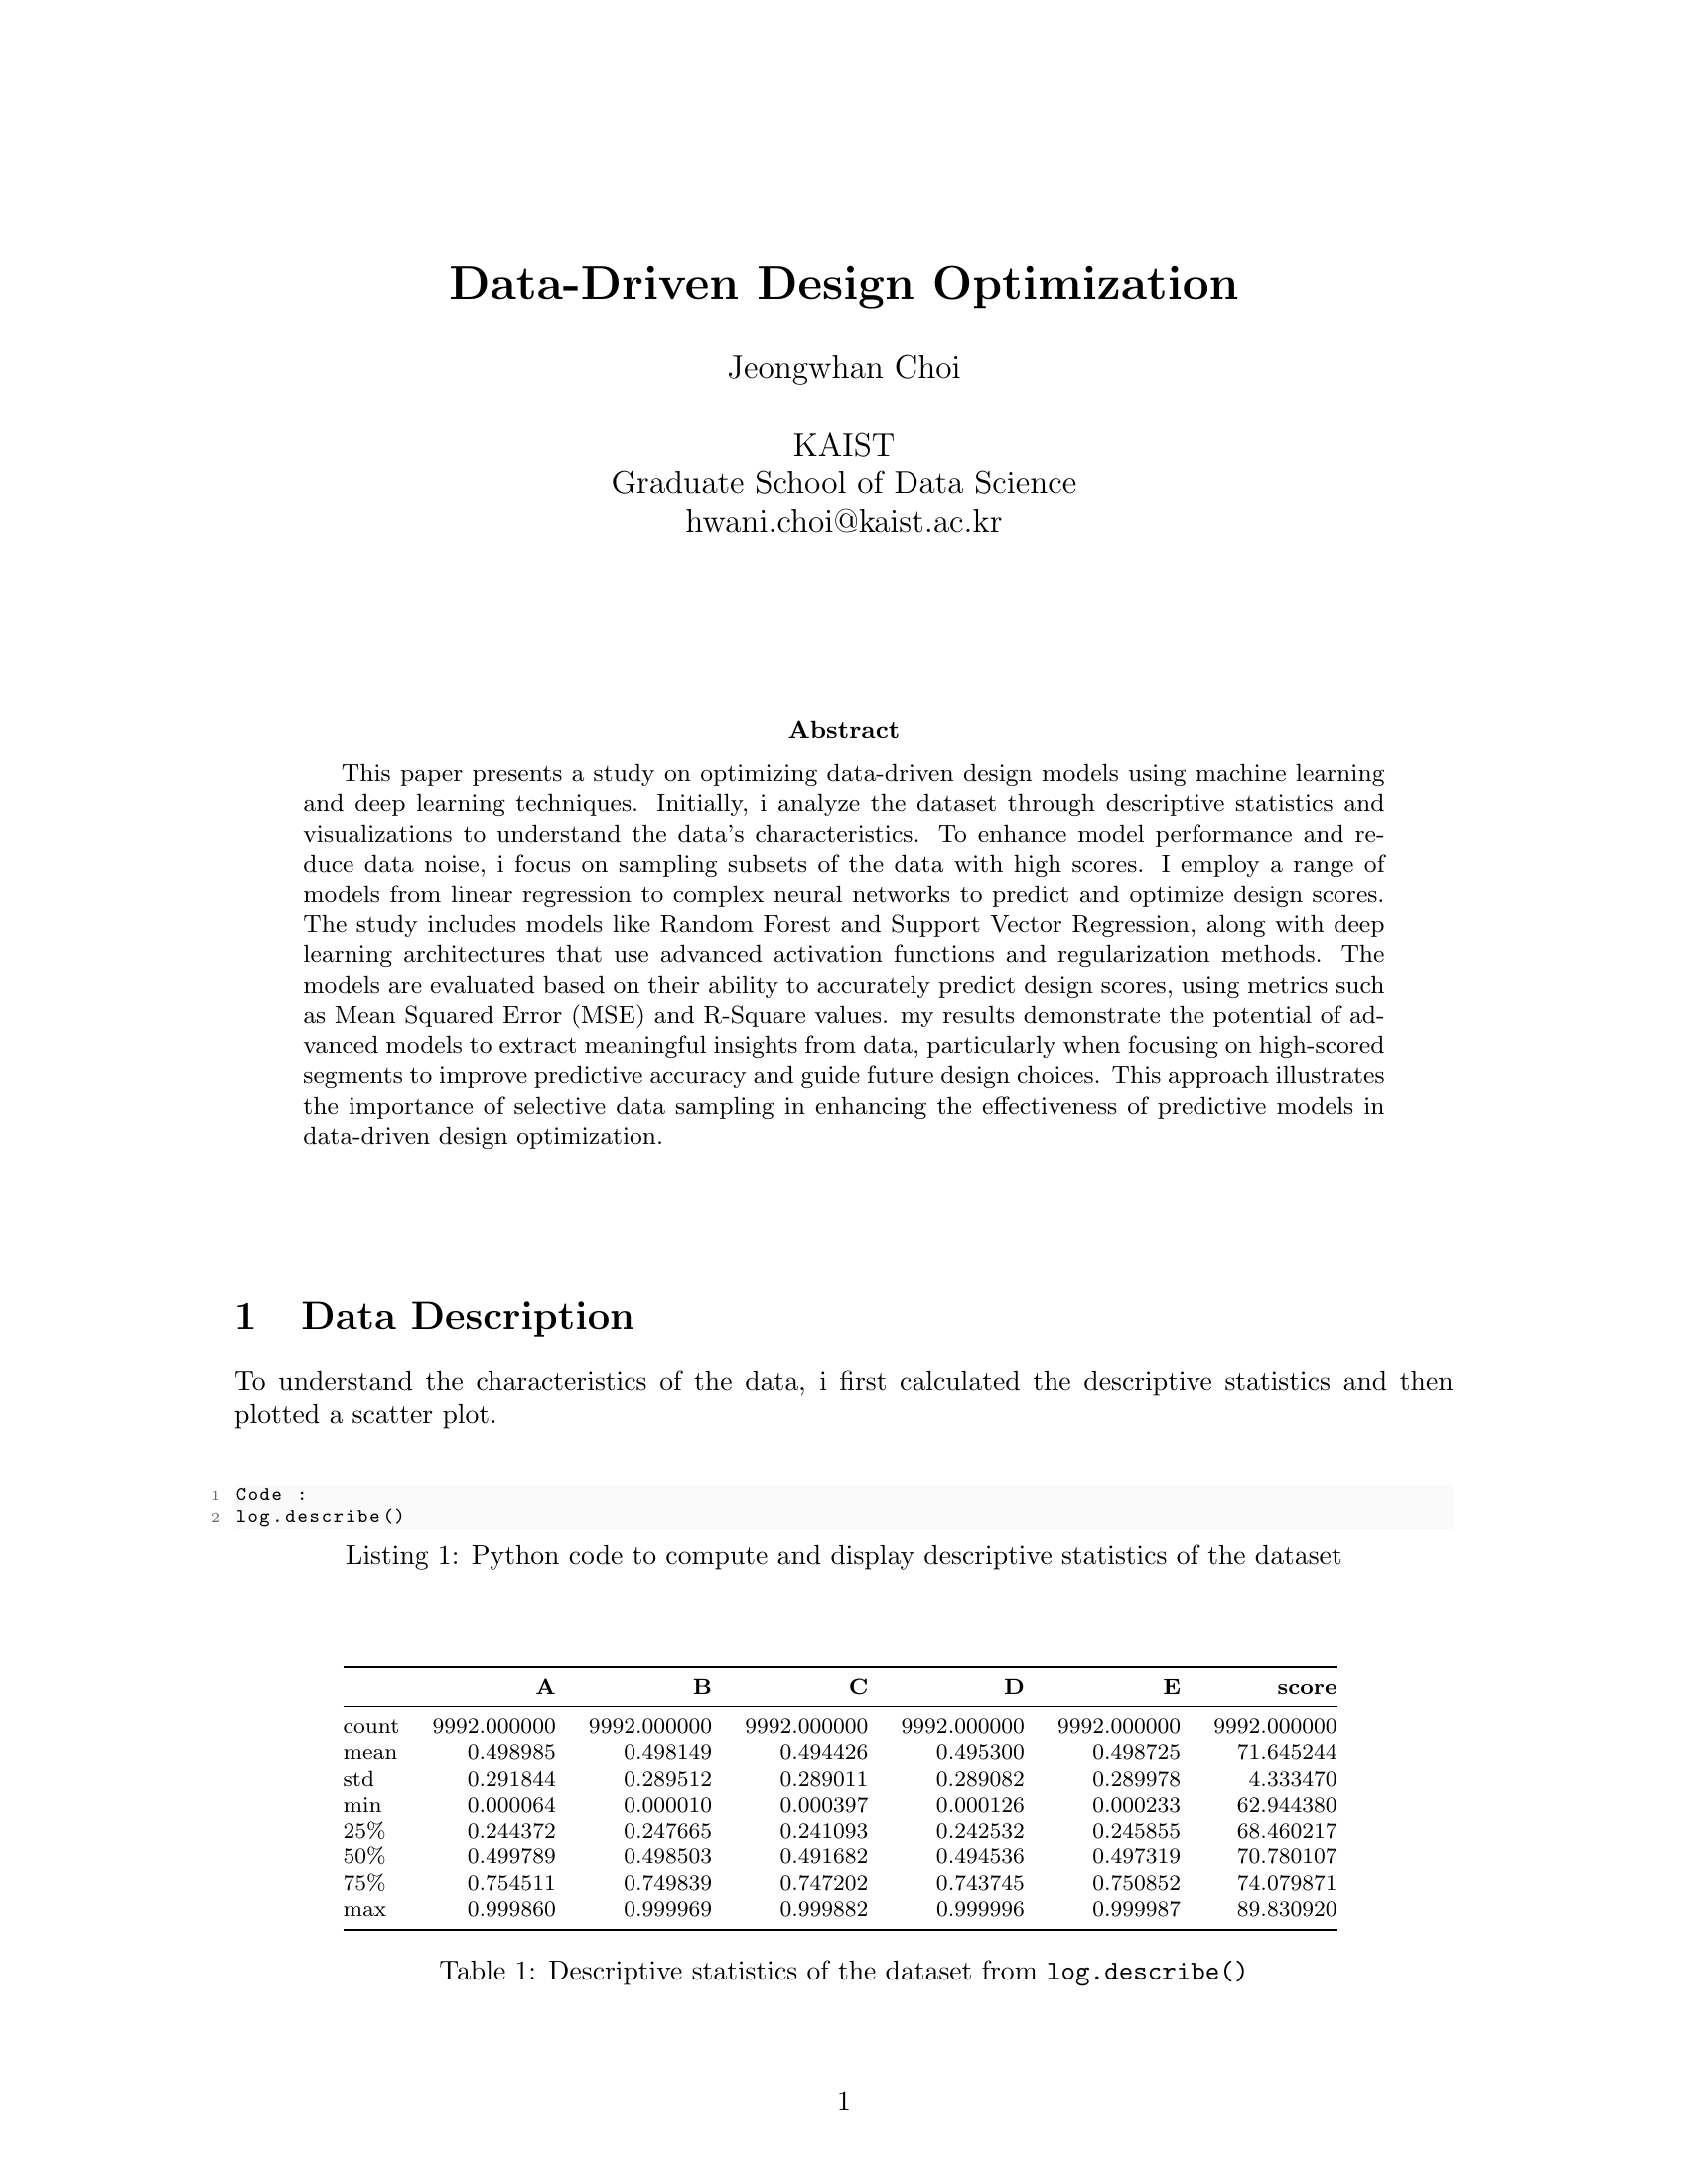 Data-Driven Design Optimization
Jeongwhan Choi
KAIST
Graduate School of Data Science
hwani.choi@kaist.ac.kr
Abstract
This paper presents a study on optimizing data-driven design models using machine learning
and deep learning techniques. Initially, i analyze the dataset through descriptive statistics and
visualizations to understand the data's characteristics. To enhance model performance and re-
duce data noise, i focus on sampling subsets of the data with high scores. I employ a range of
models from linear regression to complex neural networks to predict and optimize design scores.
The study includes models like Random Forest and Support Vector Regression, along with deep
learning architectures that use advanced activation functions and regularization methods. The
models are evaluated based on their ability to accurately predict design scores, using metrics such
as Mean Squared Error (MSE) and R-Square values. my results demonstrate the potential of ad-
vanced models to extract meaningful insights from data, particularly when focusing on high-scored
segments to improve predictive accuracy and guide future design choices. This approach illustrates
the importance of selective data sampling in enhancing the effectiveness of predictive models in
data-driven design optimization.
1 Data Description
To understand the characteristics of the data, i first calculated the descriptive statistics and then
plotted a scatter plot.
1 Code :
2 log.describe()
Listing 1: Python code to compute and display descriptive statistics of the dataset
A B C D E score
count 9992.000000 9992.000000 9992.000000 9992.000000 9992.000000 9992.000000
mean 0.498985 0.498149 0.494426 0.495300 0.498725 71.645244
std 0.291844 0.289512 0.289011 0.289082 0.289978 4.333470
min 0.000064 0.000010 0.000397 0.000126 0.000233 62.944380
25% 0.244372 0.247665 0.241093 0.242532 0.245855 68.460217
50% 0.499789 0.498503 0.491682 0.494536 0.497319 70.780107
75% 0.754511 0.749839 0.747202 0.743745 0.750852 74.079871
max 0.999860 0.999969 0.999882 0.999996 0.999987 89.830920
Table 1: Descriptive statistics of the dataset from log.describe()
1